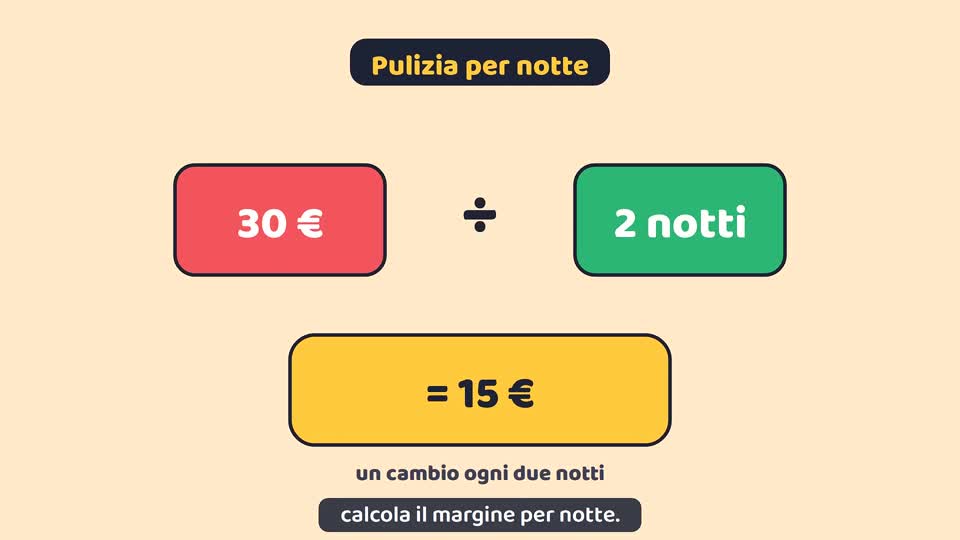 Pulizia per notte
30 € ÷ 2 notti
= 15 €
un cambio ogni due notti
calcola il margine per notte.